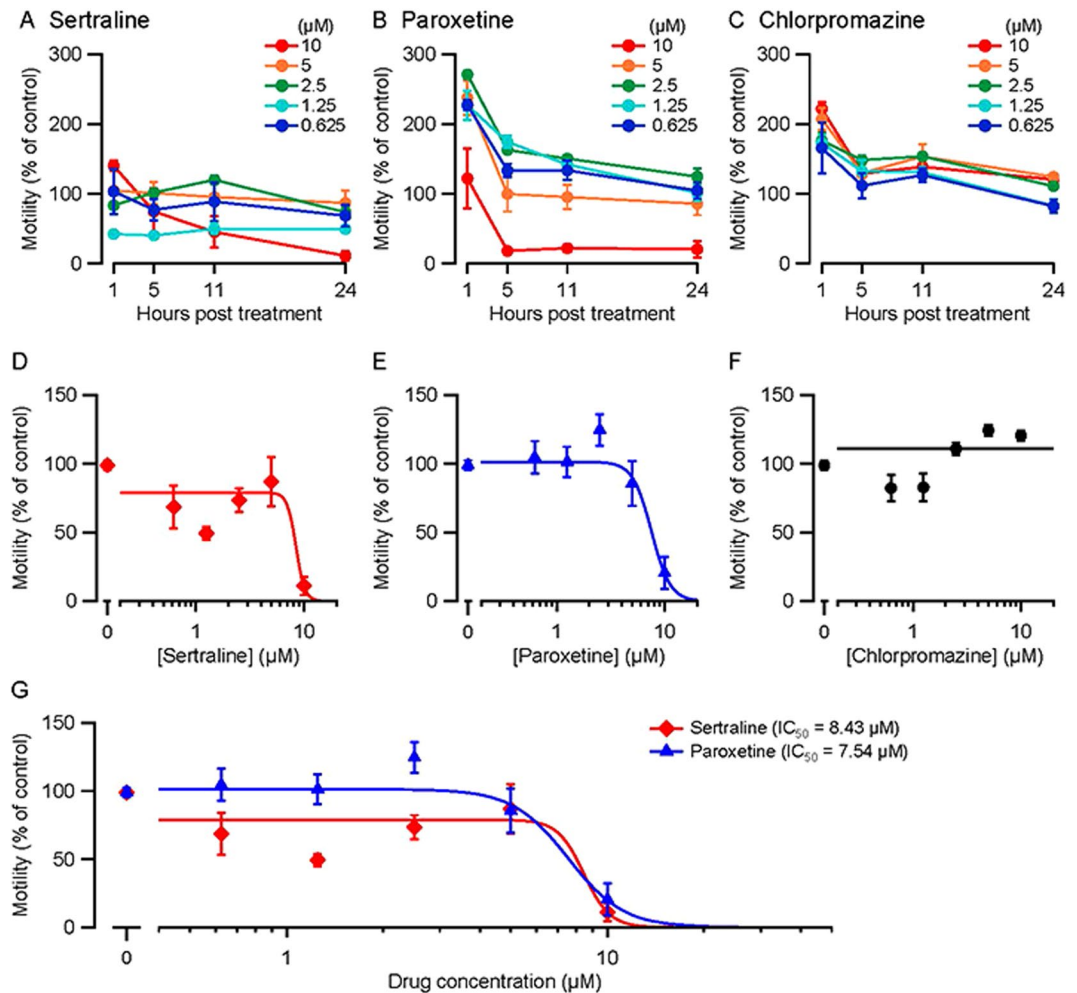 A Sertraline
(µM)
10
5
2.5
1.25
0.625
300
200
100
0
Motility (% of control)
1 5 11 24
Hours post treatment
B Paroxetine
(µM)
10
5
2.5
1.25
0.625
300
200
100
0
Motility (% of control)
1 5 11 24
Hours post treatment
C Chlorpromazine
(µM)
10
5
2.5
1.25
0.625
300
200
100
0
Motility (% of control)
1 5 11 24
Hours post treatment
D
150
100
50
0
Motility (% of control)
0 1 10
[Sertraline] (µM)
E
150
100
50
0
Motility (% of control)
0 1 10
[Paroxetine] (µM)
F
150
100
50
0
Motility (% of control)
0 1 10
[Chlorpromazine] (µM)
G
150
100
50
0
Motility (% of control)
Sertraline (IC50 = 8.43 µM)
Paroxetine (IC50 = 7.54 µM)
0 1 10
Drug concentration (µM)